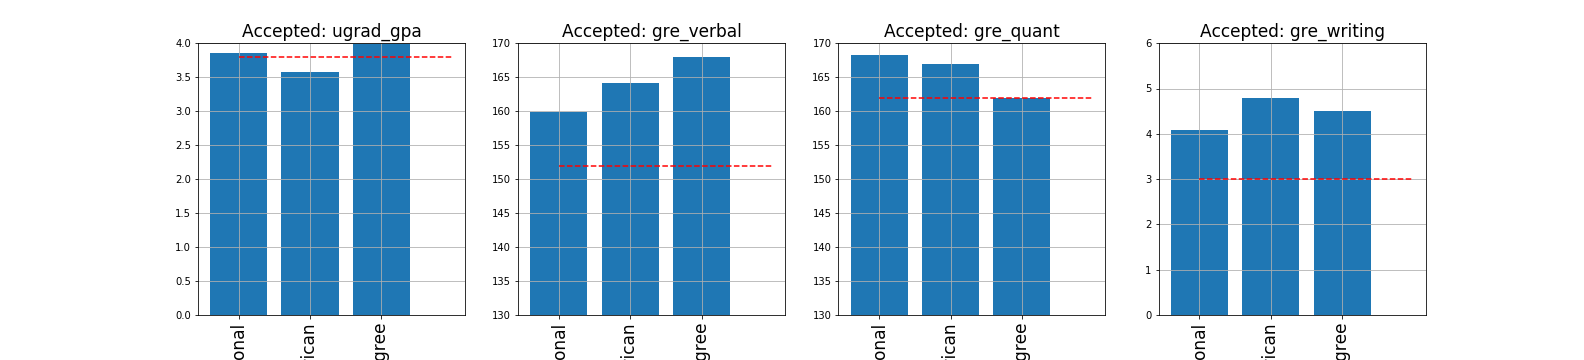 Accepted: ugrad_gpa
4.0
3.5
3.0
2.5
2.0
1.5
1.0
0.5
0.0
onal
ican
gree
Accepted: gre_verbal
170
165
160
155
150
145
140
135
130
onal
ican
gree
Accepted: gre_quant
170
165
160
155
150
145
140
135
130
onal
ican
gree
Accepted: gre_writing
6
5
4
3
2
1
0
onal
ican
gree